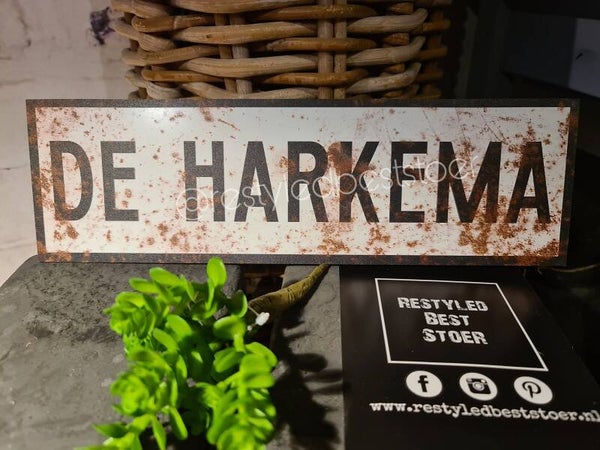 DE HARKEMA
@restyledbeststoer
RESTYLED
BEST
STOER
www.restyledbeststoer.nl